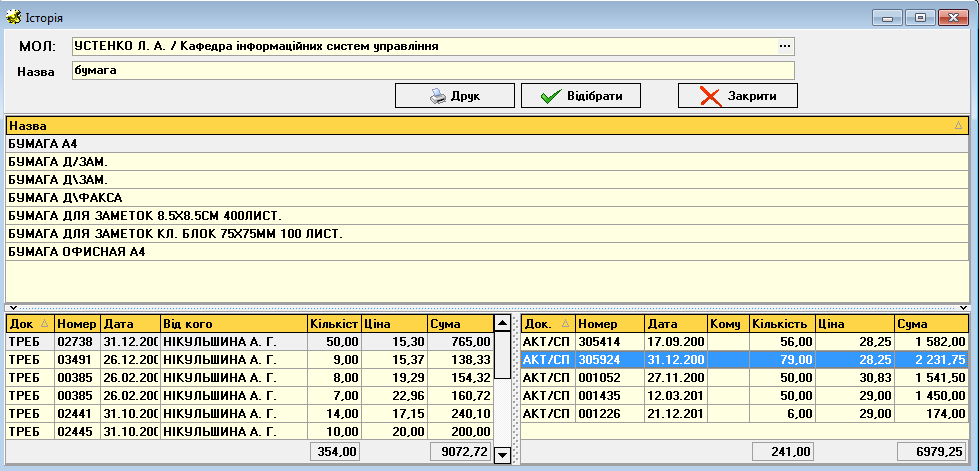 Історія
МОЛ: УСТЕНКО Л. А. / Кафедра інформаційних систем управління ...
Назва бумага
Друк Відібрати Закрити
Назва
БУМАГА А4
БУМАГА Д/ЗАМ.
БУМАГА Д\ЗАМ.
БУМАГА Д\ФАКСА
БУМАГА ДЛЯ ЗАМЕТОК 8.5Х8.5СМ 400ЛИСТ.
БУМАГА ДЛЯ ЗАМЕТОК КЛ. БЛОК 75Х75ММ 100 ЛИСТ.
БУМАГА ОФИСНАЯ А4
Док Номер Дата Від кого Кількіст Ціна Сума
ТРЕБ 02738 31.12.200 НІКУЛЬШИНА А. Г. 50,00 15,30 765,00
ТРЕБ 03491 26.12.200 НІКУЛЬШИНА А. Г. 9,00 15,37 138,33
ТРЕБ 00385 26.02.200 НІКУЛЬШИНА А. Г. 8,00 19,29 154,32
ТРЕБ 00385 26.02.200 НІКУЛЬШИНА А. Г. 7,00 22,96 160,72
ТРЕБ 02441 31.10.200 НІКУЛЬШИНА А. Г. 14,00 17,15 240,10
ТРЕБ 02445 31.10.200 НІКУЛЬШИНА А. Г. 10,00 20,00 200,00
354,00 9072,72
Док. Номер Дата Кому Кількість Ціна Сума
АКТ/СП 305414 17.09.200 56,00 28,25 1 582,00
АКТ/СП 305924 31.12.200 79,00 28,25 2 231,75
АКТ/СП 001052 27.11.200 50,00 30,83 1 541,50
АКТ/СП 001435 12.03.201 50,00 29,00 1 450,00
АКТ/СП 001226 21.12.201 6,00 29,00 174,00
241,00 6979,25